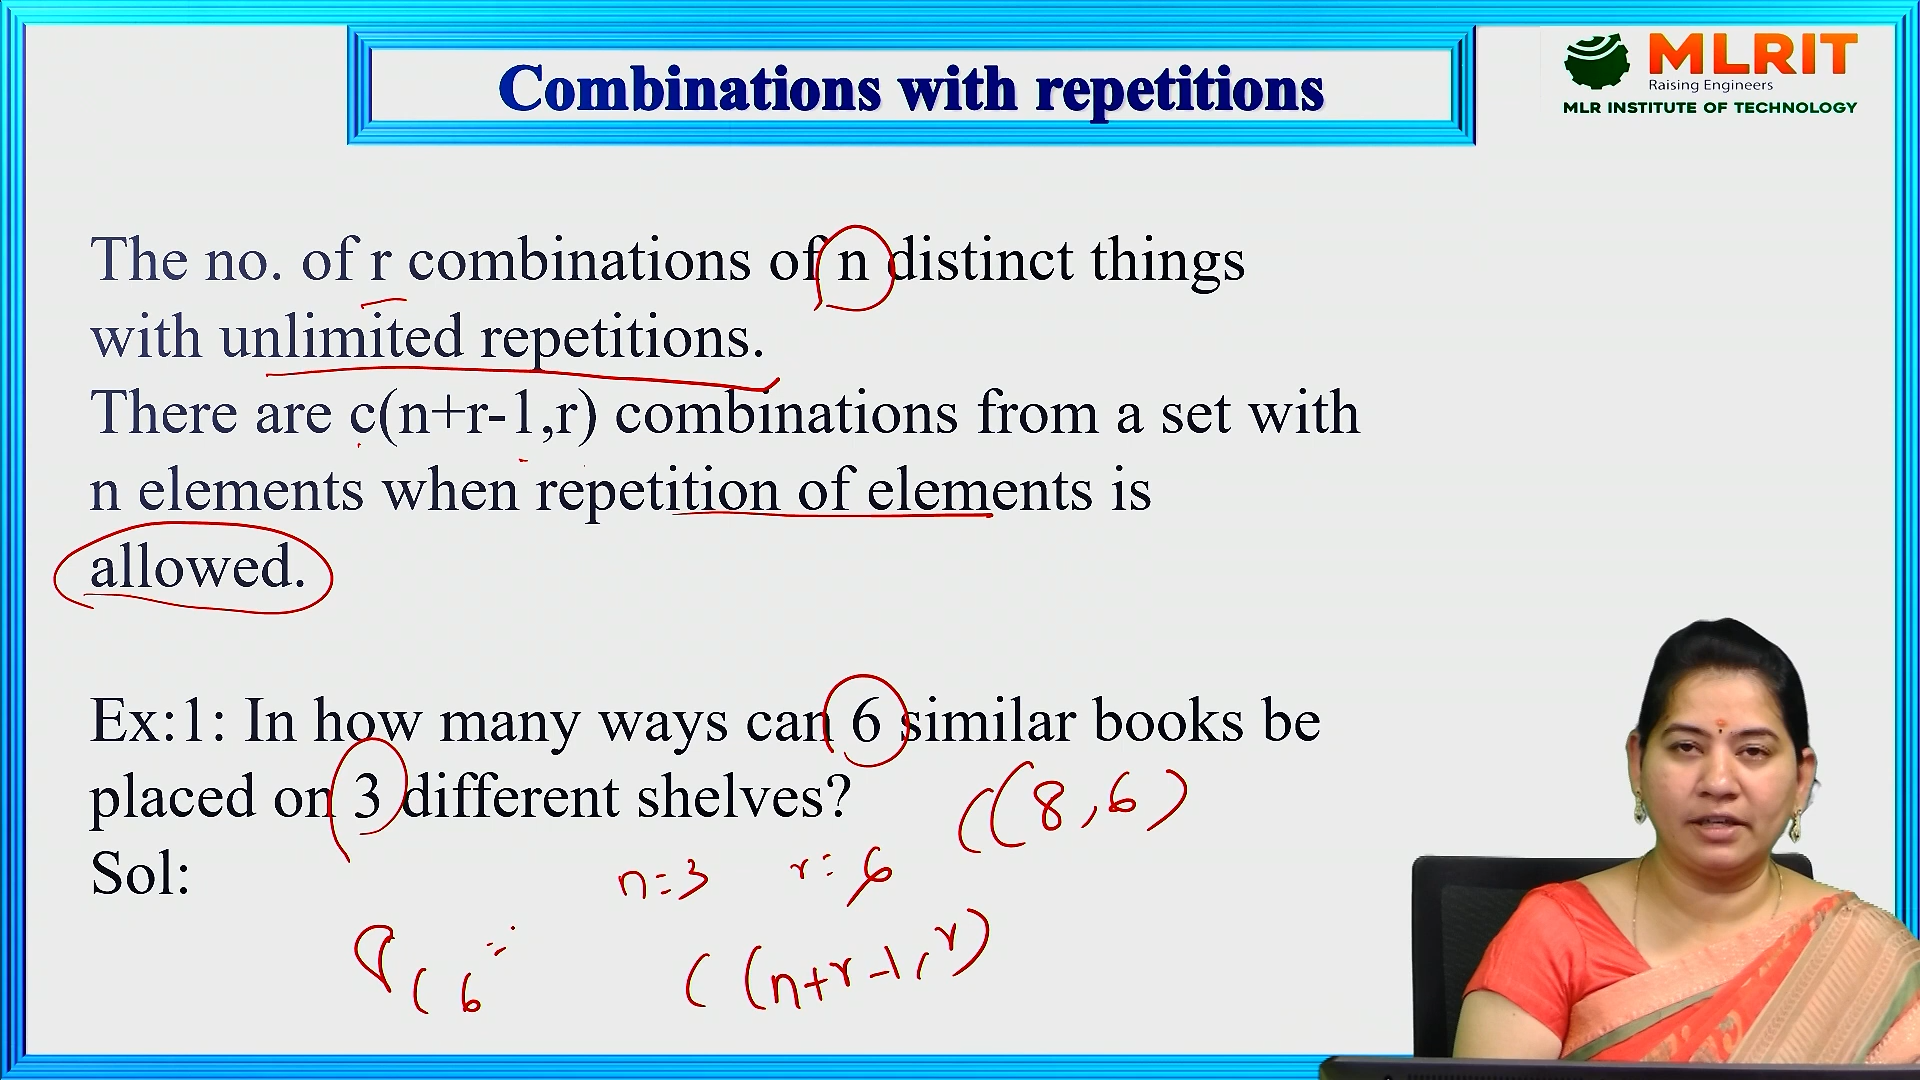 Combinations with repetitions
MLRIT
Raising Engineers
MLR INSTITUTE OF TECHNOLOGY
The no. of r combinations of n distinct things
with unlimited repetitions.
There are c(n+r-1,r) combinations from a set with
n elements when repetition of elements is
allowed.
Ex:1: In how many ways can 6 similar books be
placed on 3 different shelves?
C(8,6)
Sol:
n=3 r=6
8C6=
C(n+r-1,r)